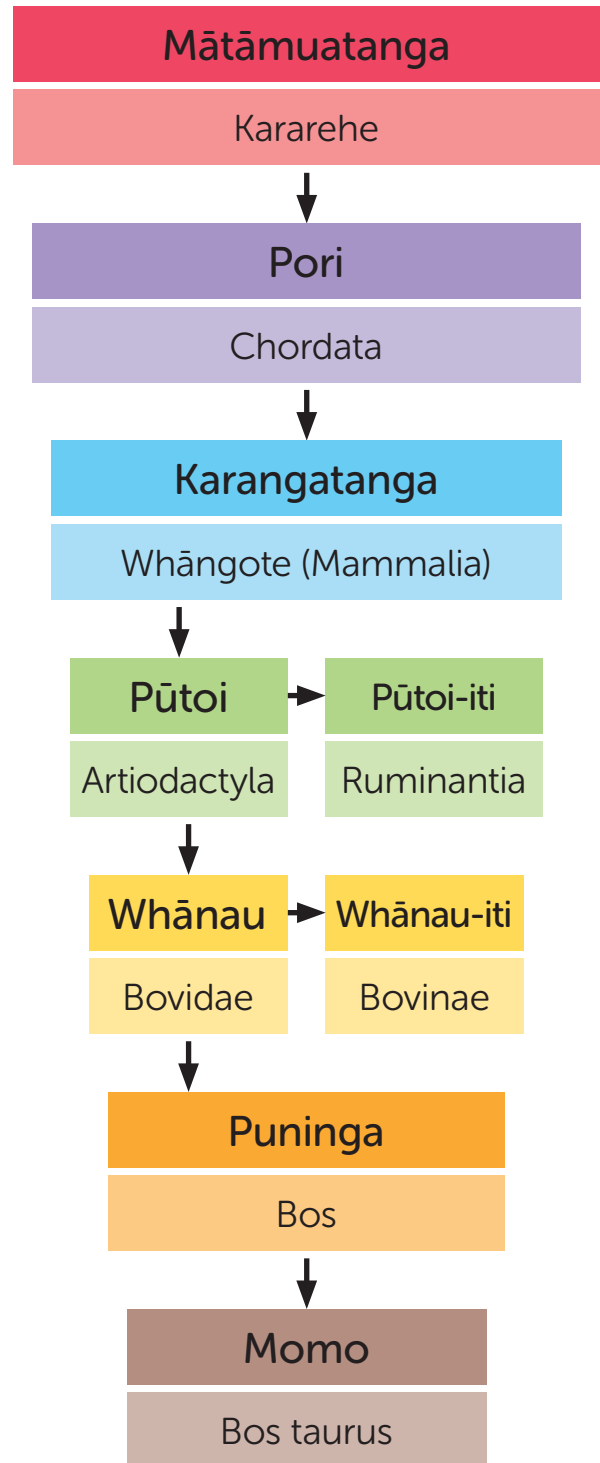 Mātāmuatanga
Kararehe
Pori
Chordata
Karangatanga
Whāngote (Mammalia)
Pūtoi
Artiodactyla
Pūtoi-iti
Ruminantia
Whānau
Bovidae
Whānau-iti
Bovinae
Puninga
Bos
Momo
Bos taurus